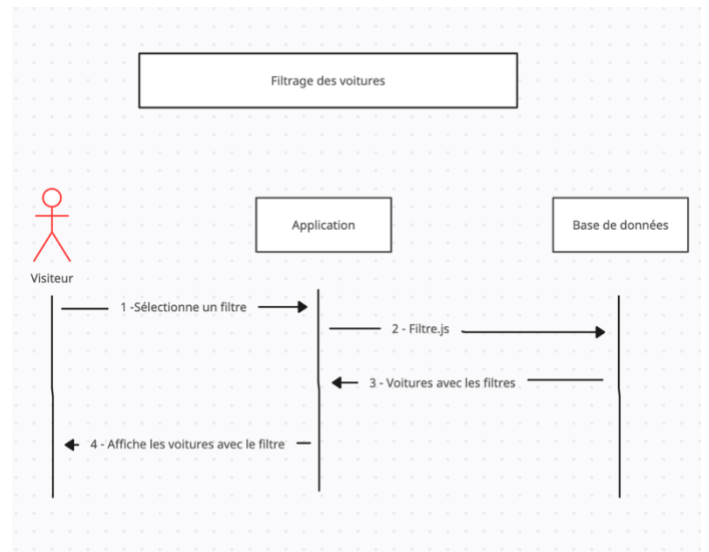 Filtrage des voitures
Application
Base de données
Visiteur
1 -Sélectionne un filtre
2 - Filtre.js
3 - Voitures avec les filtres
4 - Affiche les voitures avec le filtre